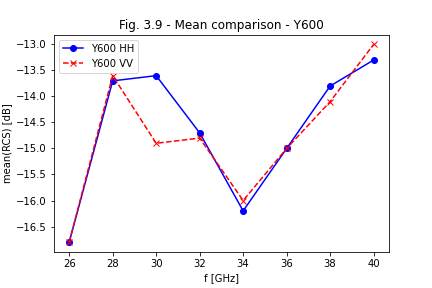 Fig. 3.9 - Mean comparison - Y600
Y600 HH
Y600 VV
mean(RCS) [dB]
−13.0
−13.5
−14.0
−14.5
−15.0
−15.5
−16.0
−16.5
26 28 30 32 34 36 38 40
f [GHz]